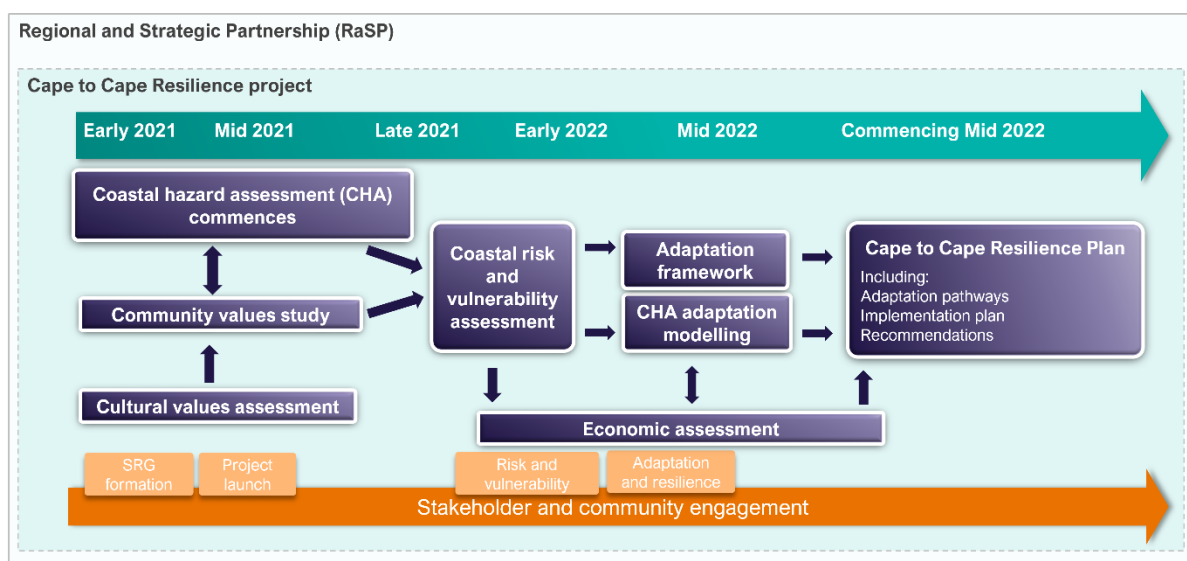 Regional and Strategic Partnership (RaSP)
Cape to Cape Resilience project
Early 2021
Mid 2021
Late 2021
Early 2022
Mid 2022
Commencing Mid 2022
Coastal hazard assessment (CHA)
commences
Community values study
Cultural values assessment
Coastal risk
and
vulnerability
assessment
Adaptation
framework
CHA adaptation
modelling
Economic assessment
Cape to Cape Resilience Plan
Including:
Adaptation pathways
Implementation plan
Recommendations
SRG
formation
Project
launch
Risk and
vulnerability
Adaptation
and resilience
Stakeholder and community engagement